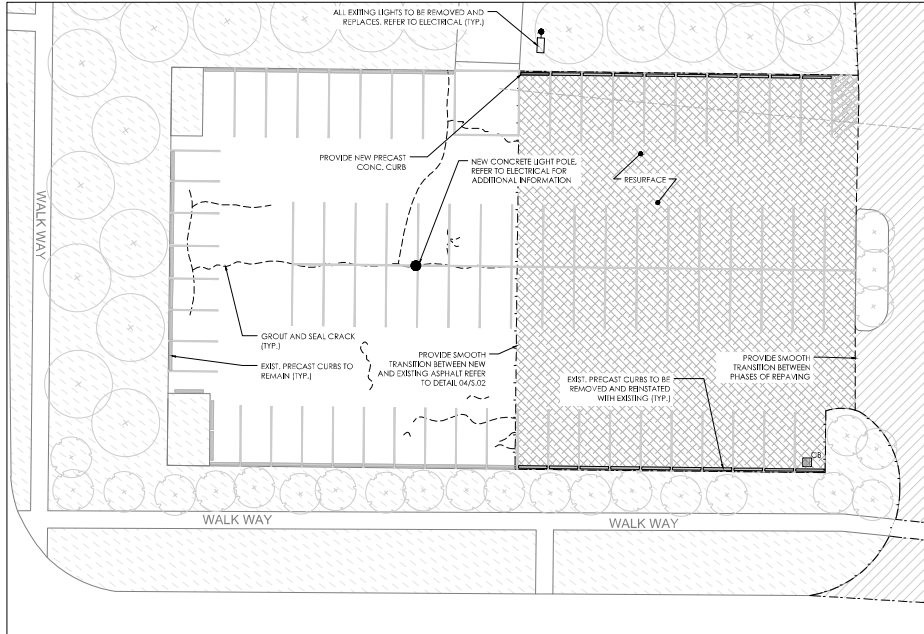 ALL EXITING LIGHTS TO BE REMOVED AND
REPLACES. REFER TO ELECTRICAL (TYP.)
PROVIDE NEW PRECAST
CONC. CURB
NEW CONCRETE LIGHT POLE,
REFER TO ELECTRICAL FOR
ADDITIONAL INFORMATION
RESURFACE
WALK WAY
GROUT AND SEAL CRACK
(TYP.)
EXIST. PRECAST CURBS TO
REMAIN (TYP.)
PROVIDE SMOOTH
TRANSITION BETWEEN NEW
AND EXISTING ASPHALT REFER
TO DETAIL 04/S.02
PROVIDE SMOOTH
TRANSITION BETWEEN
PHASES OF REPAVING
EXIST. PRECAST CURBS TO BE
REMOVED AND REINSTATED
WITH EXISTING (TYP.)
CB
WALK WAY
WALK WAY